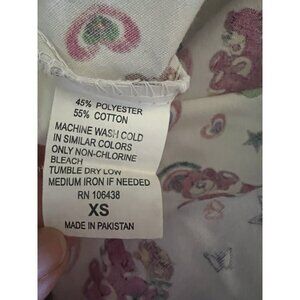 45% POLYESTER
55% COTTON
MACHINE WASH COLD
IN SIMILAR COLORS
ONLY NON-CHLORINE
BLEACH
TUMBLE DRY LOW
MEDIUM IRON IF NEEDED
RN 106438
XS
MADE IN PAKISTAN